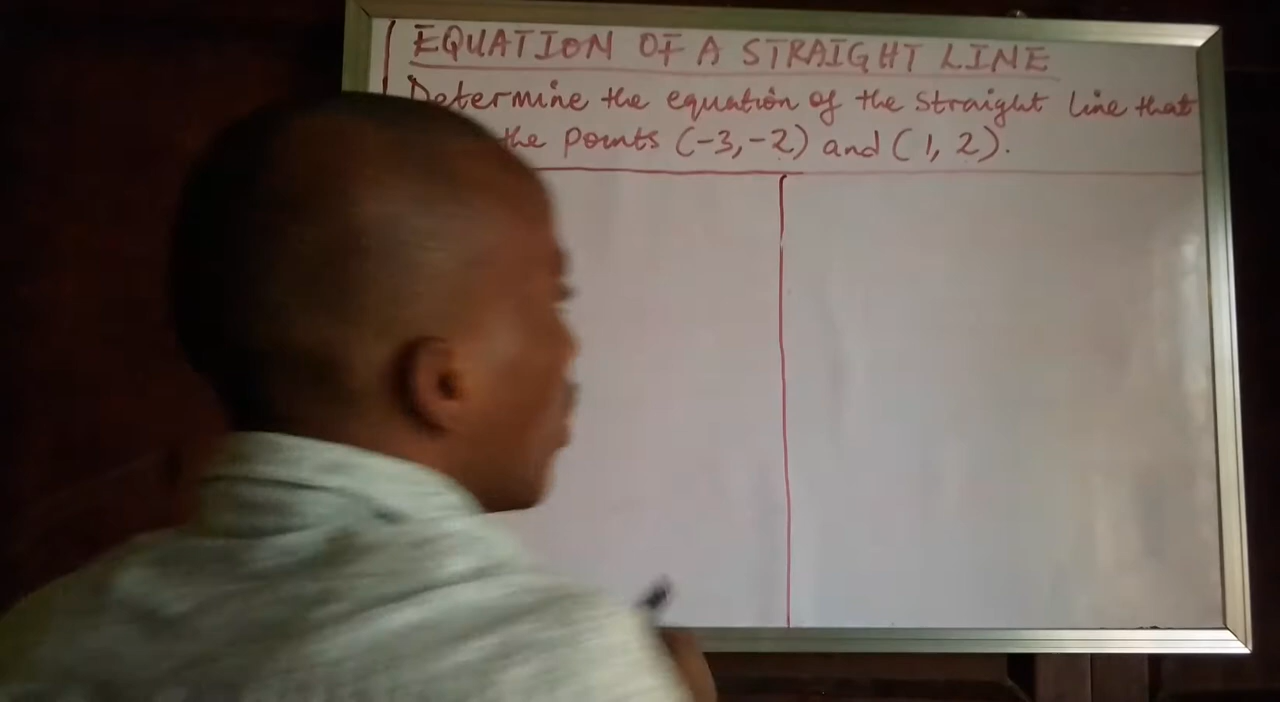 EQUATION OF A STRAIGHT LINE
Determine the equation of the straight line that
the points (-3,-2) and (1, 2).